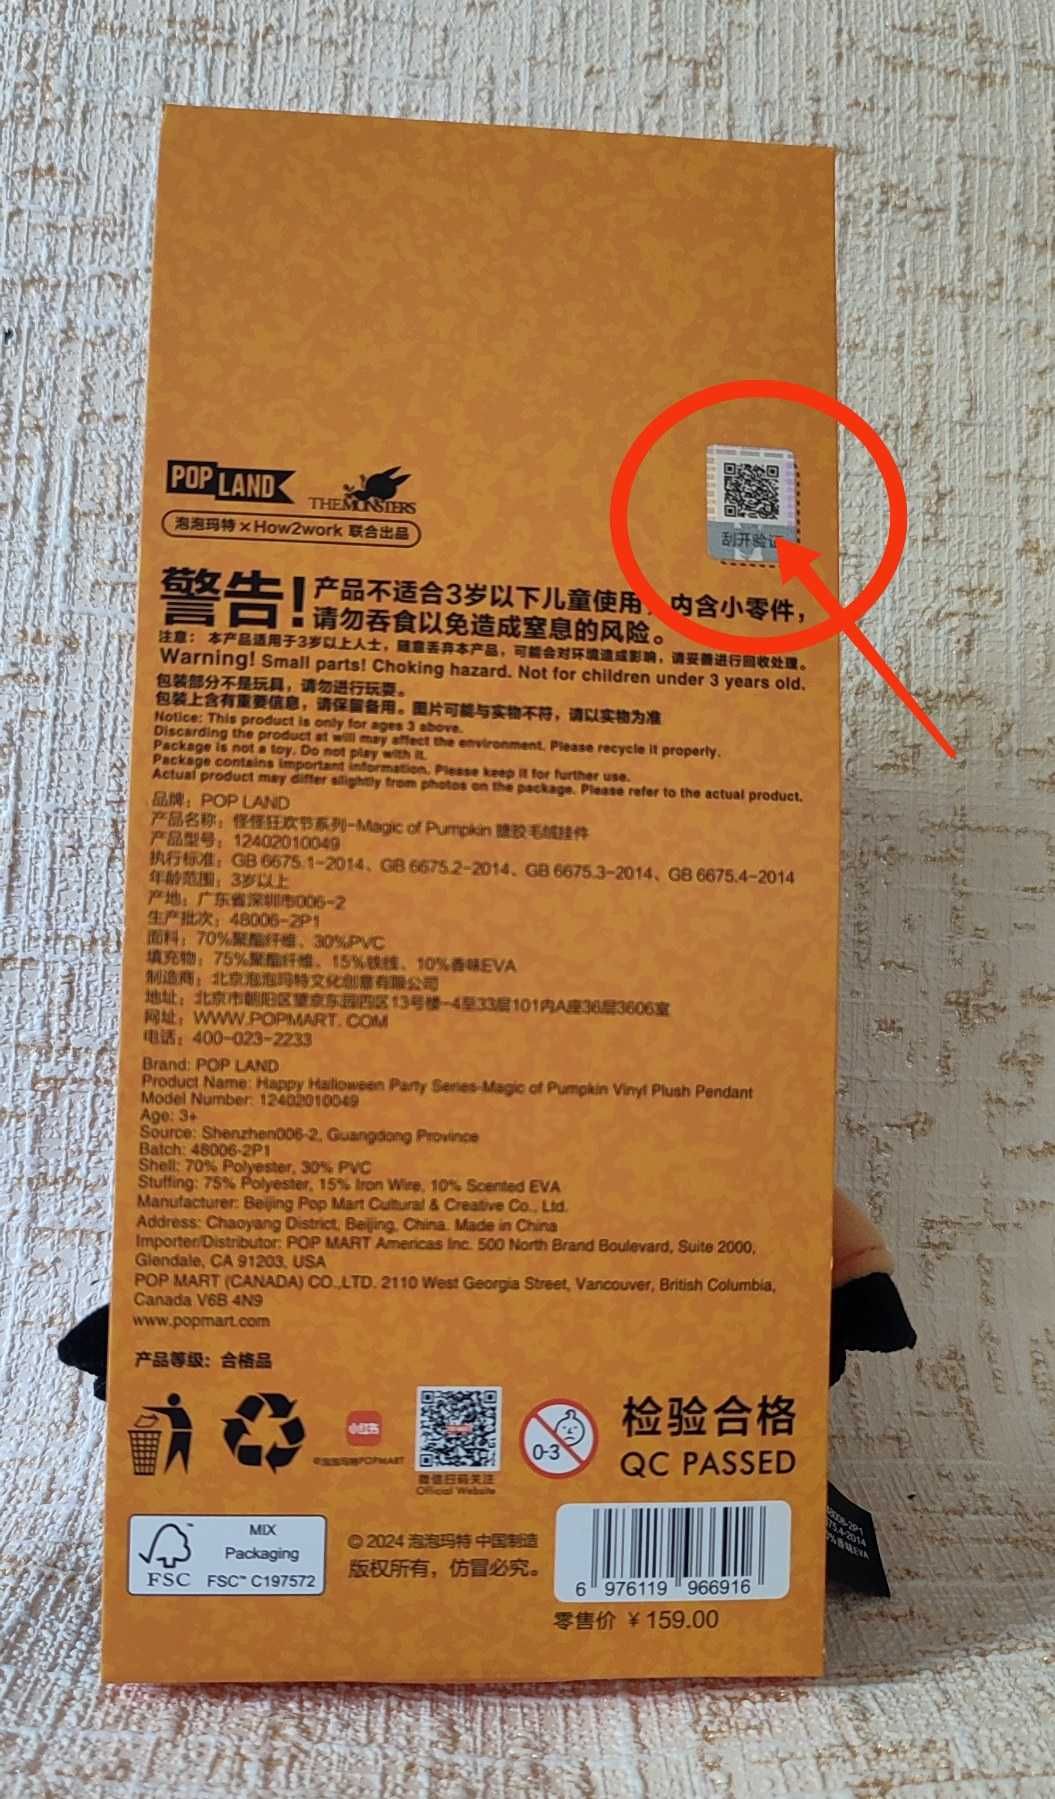 POP LAND
THE MONSTERS
泡泡玛特×How2work 联合出品
刮开验证
警告！产品不适合3岁以下儿童使用，内含小零件，
请勿吞食以免造成窒息的风险。
注意：本产品适用于3岁以上人士，随意丢弃本产品，可能会对环境造成影响，请妥善进行回收处理。
Warning! Small parts! Choking hazard. Not for children under 3 years old.
包装部分不是玩具，请勿进行玩耍。
包装上含有重要信息，请保留备用。图片可能与实物不符，请以实物为准
Notice: This product is only for ages 3 above.
Discarding the product at will may affect the environment. Please recycle it properly.
Package is not a toy. Do not play with it.
Package contains important information. Please keep it for further use.
Actual product may differ slightly from photos on the package. Please refer to the actual product.
品牌：POP LAND
产品名称：怪怪狂欢节系列-Magic of Pumpkin 搪胶毛绒挂件
产品型号：12402010049
执行标准：GB 6675.1-2014、GB 6675.2-2014、GB 6675.3-2014、GB 6675.4-2014
年龄范围：3岁以上
产地：广东省深圳市006-2
生产批次：48006-2P1
面料：70%聚酯纤维、30%PVC
填充物：75%聚酯纤维、15%铁线、10%香味EVA
制造商：北京泡泡玛特文化创意有限公司
地址：北京市朝阳区望京东园四区13号楼-4至33层101内A座36层3606室
网址：WWW.POPMART. COM
电话：400-023-2233
Brand: POP LAND
Product Name: Happy Halloween Party Series-Magic of Pumpkin Vinyl Plush Pendant
Model Number: 12402010049
Age: 3+
Source: Shenzhen006-2, Guangdong Province
Batch: 48006-2P1
Shell: 70% Polyester, 30% PVC
Stuffing: 75% Polyester, 15% Iron Wire, 10% Scented EVA
Manufacturer: Beijing Pop Mart Cultural & Creative Co., Ltd.
Address: Chaoyang District, Beijing, China. Made in China
Importer/Distributor: POP MART Americas Inc. 500 North Brand Boulevard, Suite 2000,
Glendale, CA 91203, USA
POP MART (CANADA) CO.,LTD. 2110 West Georgia Street, Vancouver, British Columbia,
Canada V6B 4N9
www.popmart.com
产品等级：合格品
小红书
@泡泡玛特POPMART
微信扫码关注
Official Website
0-3
检验合格
QC PASSED
FSC
MIX
Packaging
FSC™ C197572
© 2024 泡泡玛特 中国制造
版权所有，仿冒必究。
6 976119 966916
零售价 ￥159.00
48006-2P1
675.4-2014
0%香味EVA